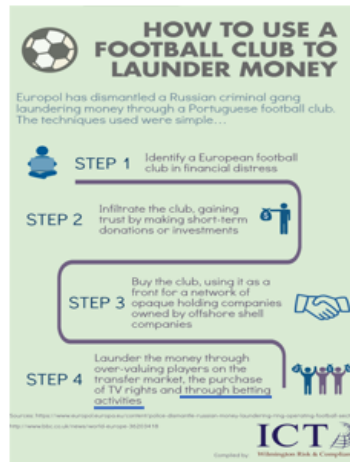 HOW TO USE A
FOOTBALL CLUB TO
LAUNDER MONEY
Europol has dismantled a Russian criminal gang
laundering money through a Portuguese football club.
The techniques used were simple...
STEP 1
Identify a European football
club in financial distress
STEP 2
Infiltrate the club, gaining
trust by making short-term
donations or investments
STEP 3
Buy the club, using it as a
front for a network of
opaque holding companies
owned by offshore shell
companies
STEP 4
Launder the money through
over-valuing players on the
transfer market, the purchase
of TV rights and through betting
activities
Compiled by:
ICT
Wilmington Risk & Complian